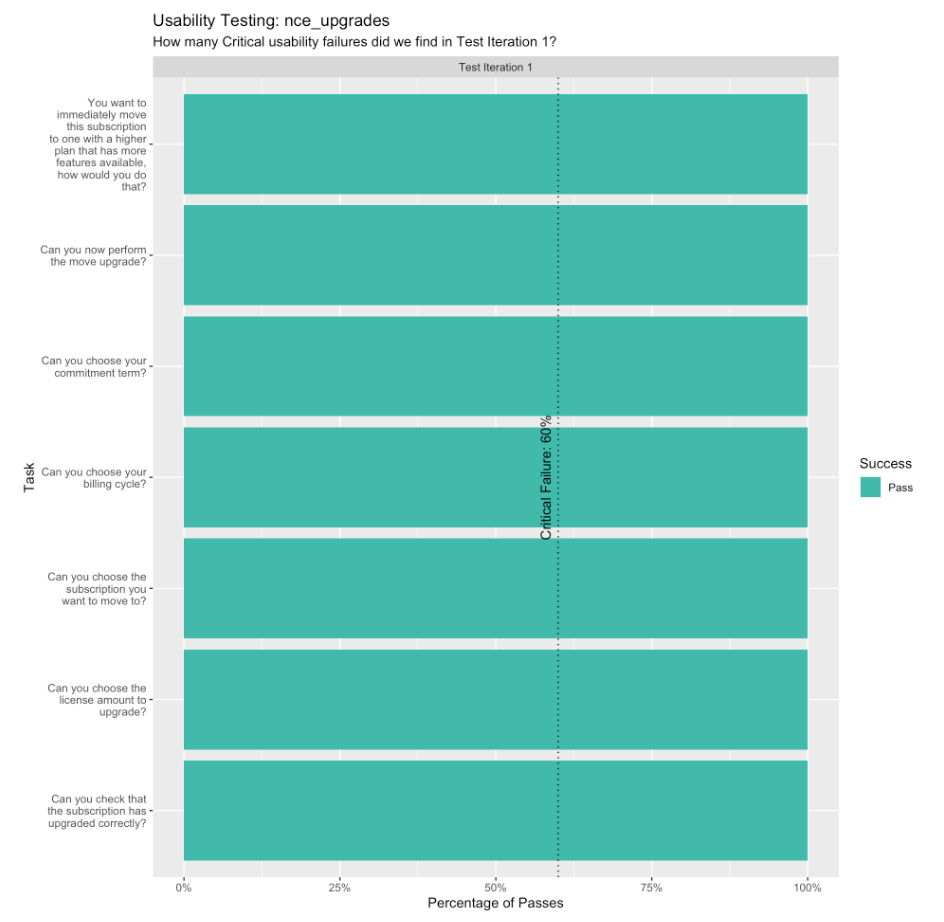 Usability Testing: nce_upgrades
How many Critical usability failures did we find in Test Iteration 1?
Test Iteration 1
You want to
immediately move
this subscription
to one with a higher
plan that has more
features available,
how would you do
that?
Can you now perform
the move upgrade?
Can you choose your
commitment term?
Can you choose your
billing cycle?
Can you choose the
subscription you
want to move to?
Can you choose the
license amount to
upgrade?
Can you check that
the subscription has
upgraded correctly?
Task
Critical Failure: 60%
Success
Pass
0%
25%
50%
75%
100%
Percentage of Passes